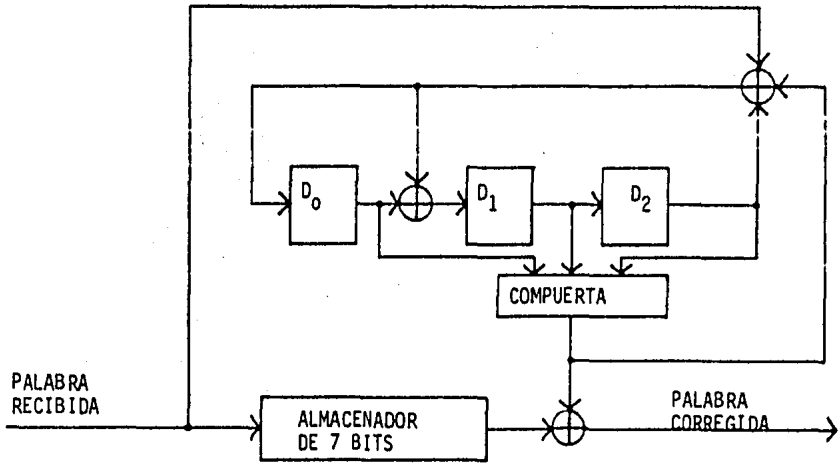 D0
D1
D2
COMPUERTA
PALABRA
RECIBIDA
ALMACENADOR
DE 7 BITS
PALABRA
CORREGIDA